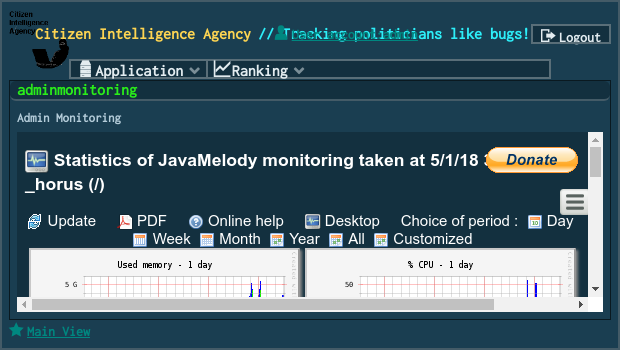 Citizen
Intelligence
Agency
Citizen Intelligence Agency // Tracking politicians like bugs!
Logout
Application
Ranking
adminmonitoring
Admin Monitoring
Statistics of JavaMelody monitoring taken at 5/1/18
_horus (/)
Donate
Update PDF Online help Desktop Choice of period : Day
Week Month Year All Customized
Used memory - 1 day
% CPU - 1 day
5 G
50
Main View